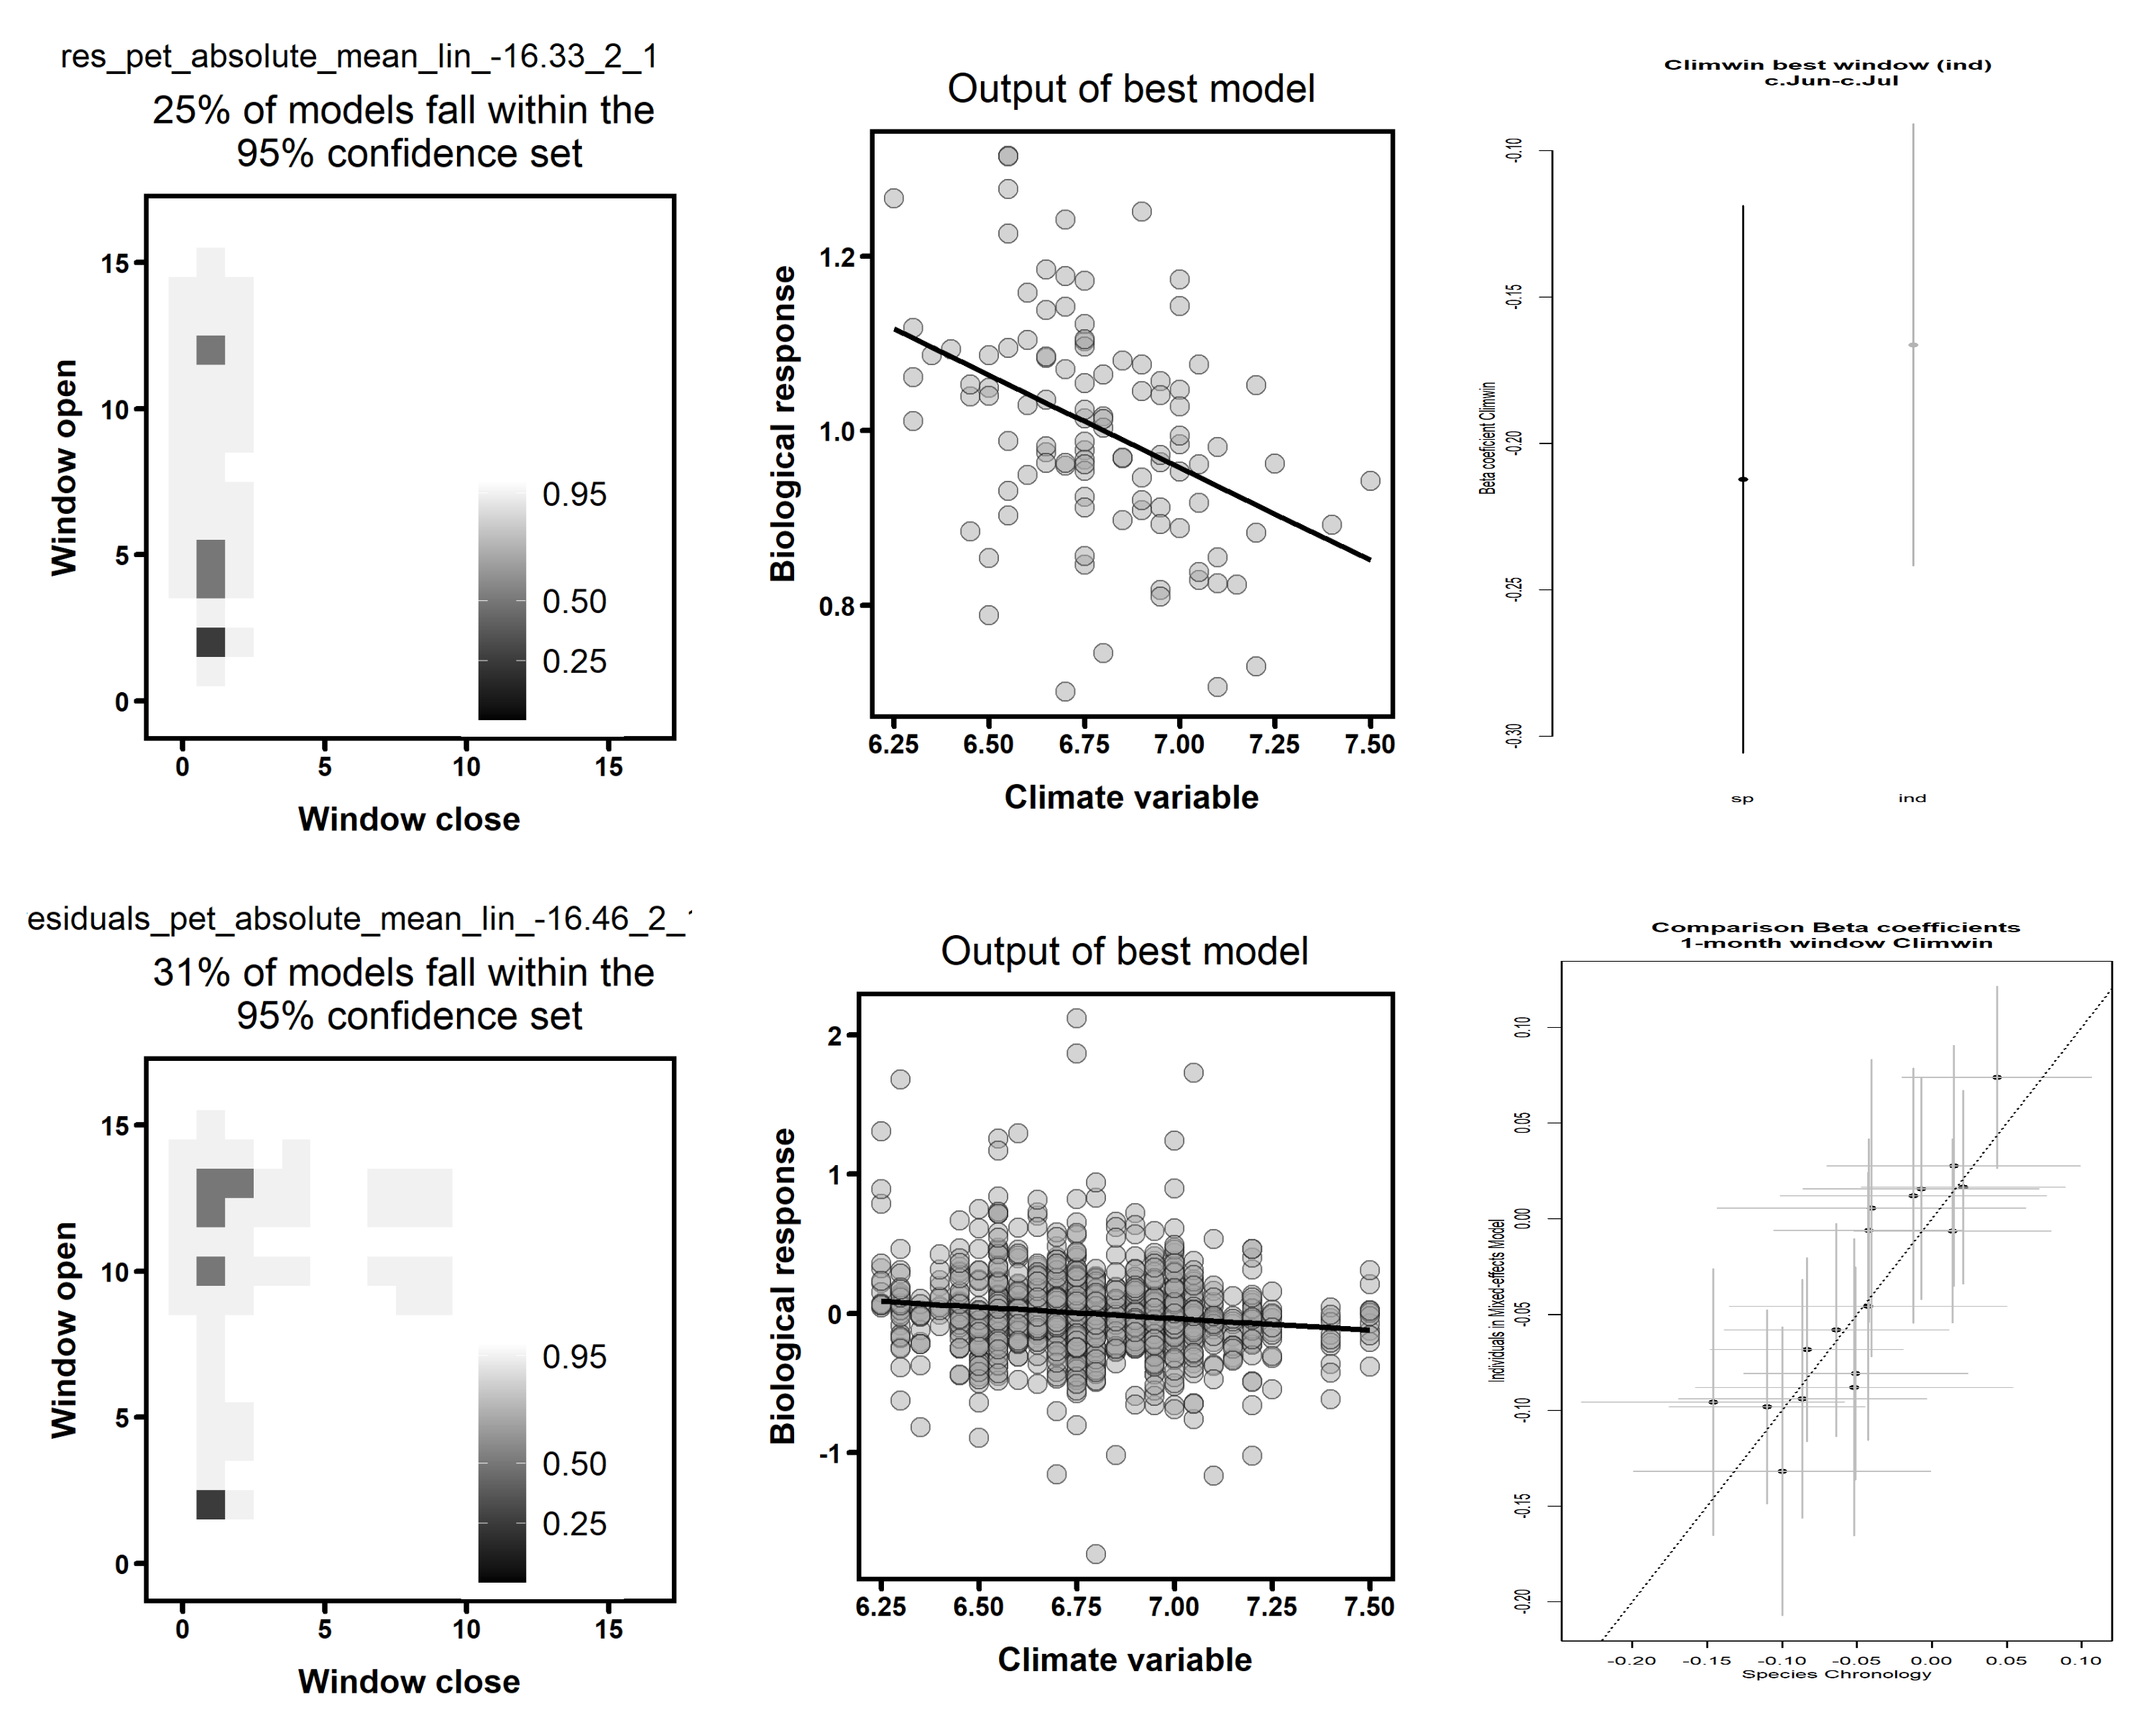 res_pet_absolute_mean_lin_-16.33_2_1
25% of models fall within the
95% confidence set
Window open
15
10
5
0
0.95
0.50
0.25
0 5 10 15
Window close
Output of best model
Biological response
1.2
1.0
0.8
6.25 6.50 6.75 7.00 7.25 7.50
Climate variable
Climwin best window (ind)
c.Jun-c.Jul
Beta coeficient Climwin
-0.10
-0.15
-0.20
-0.25
-0.30
sp ind
esiduals_pet_absolute_mean_lin_-16.46_2_1
31% of models fall within the
95% confidence set
Window open
15
10
5
0
0.95
0.50
0.25
0 5 10 15
Window close
Output of best model
Biological response
2
1
0
-1
6.25 6.50 6.75 7.00 7.25 7.50
Climate variable
Comparison Beta coefficients
1-month window Climwin
Individuals in Mixed-effects Model
0.10
0.05
0.00
-0.05
-0.10
-0.15
-0.20
-0.20 -0.15 -0.10 -0.05 0.00 0.05 0.10
Species Chronology